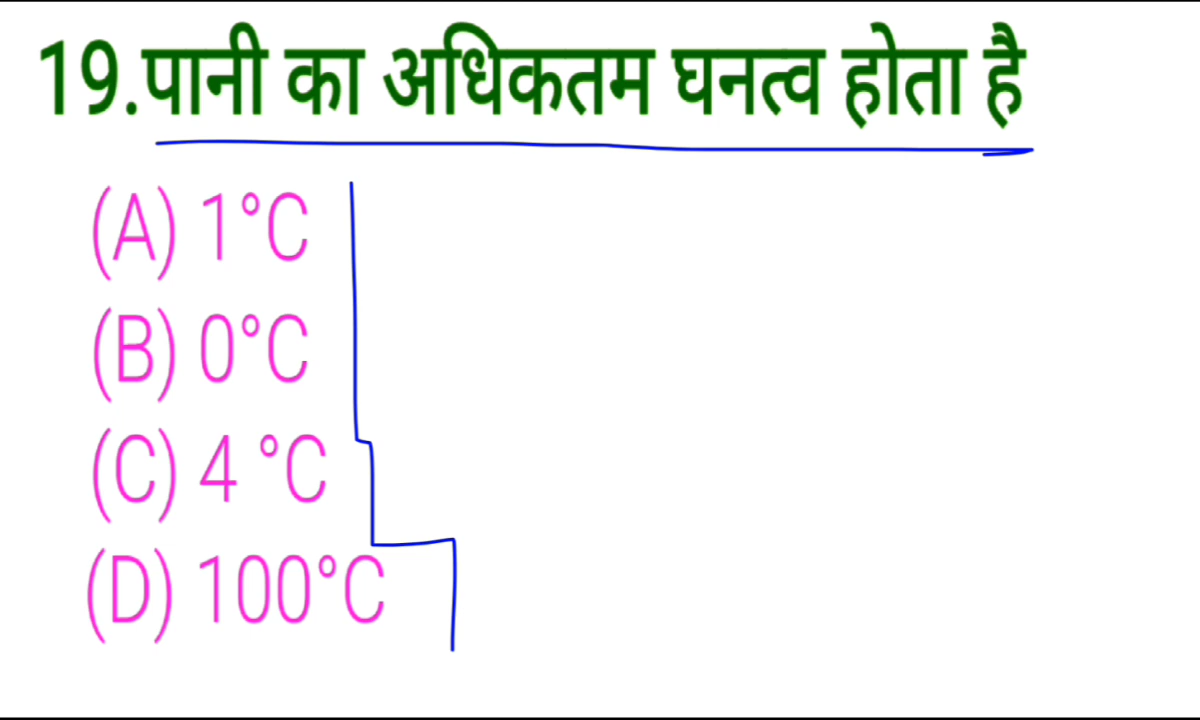 19.पानी का अधिकतम घनत्व होता है
(A) 1°C
(B) 0°C
(C) 4 °C
(D) 100°C